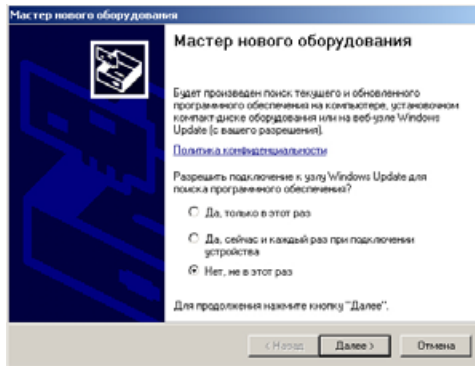 Мастер нового оборудования
Мастер нового оборудования
Будет произведен поиск текущего и обновленного
программного обеспечения на компьютере, установочном
компакт-диске оборудования или на веб-узле Windows
Update (с вашего разрешения).
Политика конфиденциальности
Разрешить подключение к узлу Windows Update для
поиска программного обеспечения?
Да, только в этот раз
Да, сейчас и каждый раз при подключении
устройства
Нет, не в этот раз
Для продолжения нажмите кнопку "Далее".
< Назад Далее > Отмена